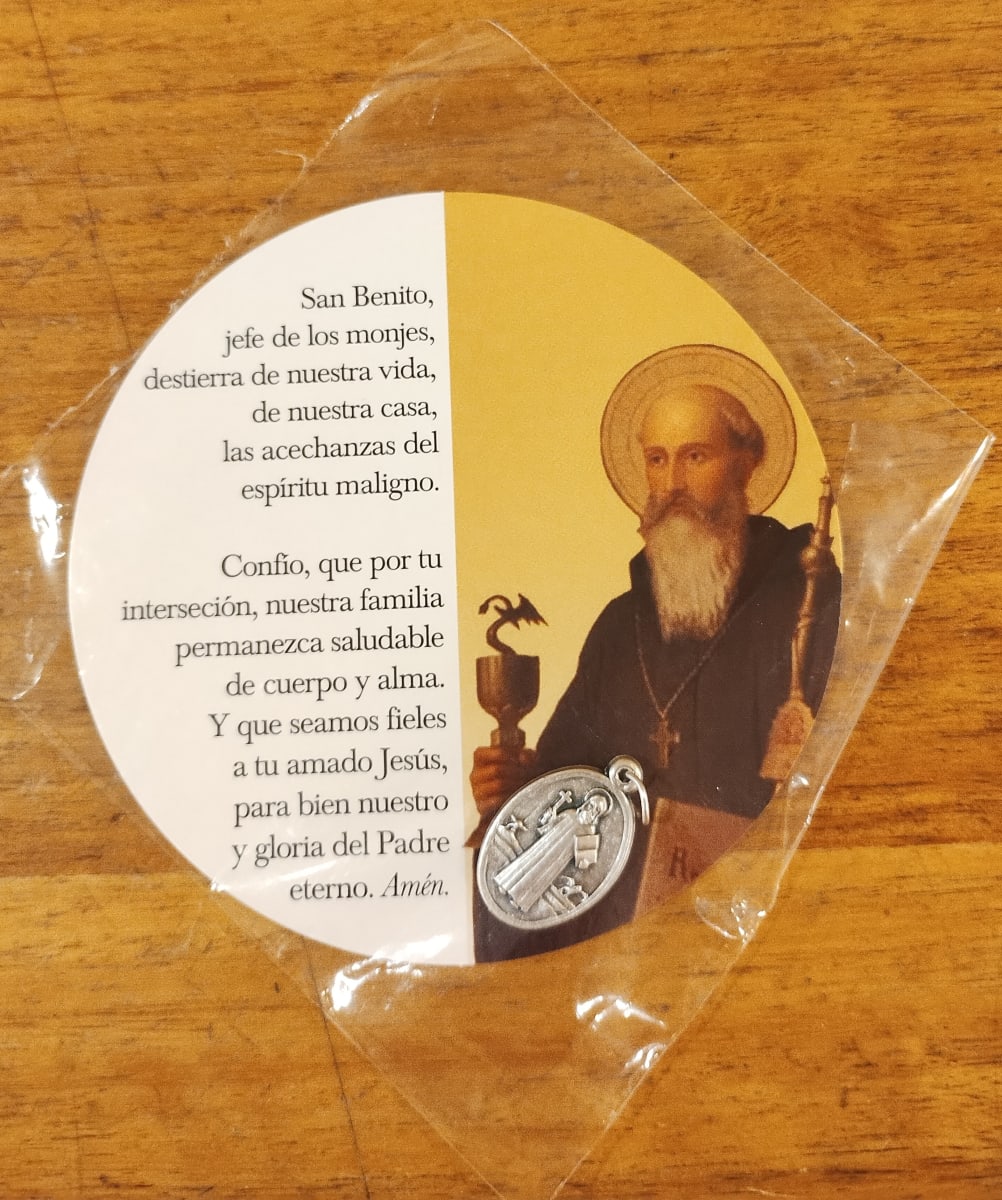 San Benito,
jefe de los monjes,
destierra de nuestra vida,
de nuestra casa,
las acechanzas del
espíritu maligno.
Confío, que por tu
interseción, nuestra familia
permanezca saludable
de cuerpo y alma.
Y que seamos fieles
a tu amado Jesús,
para bien nuestro
y gloria del Padre
eterno. Amén.
R.